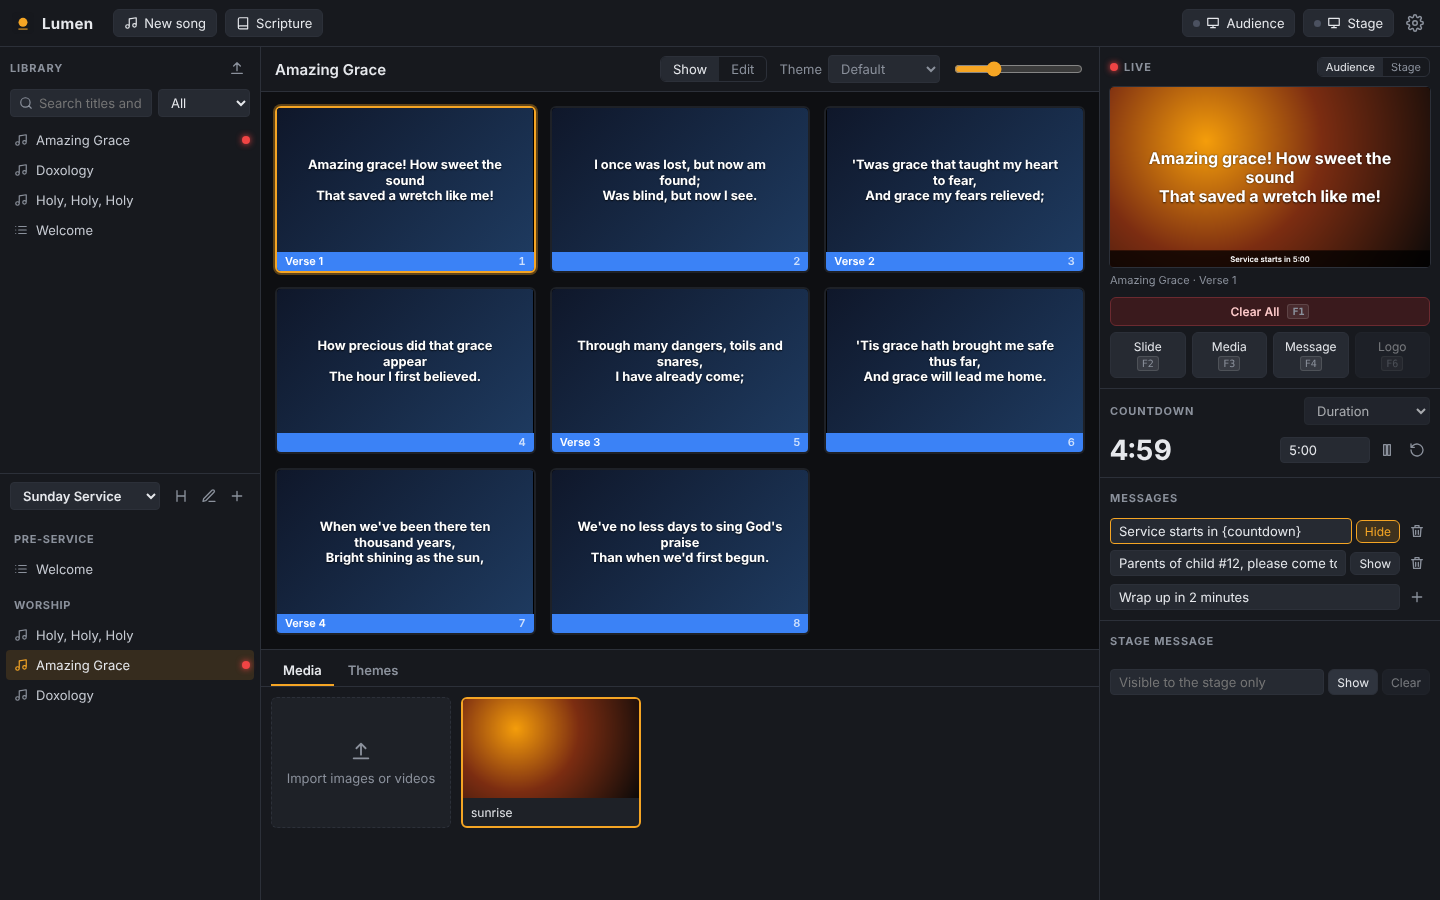 Lumen
New song
Scripture
Audience
Stage
LIBRARY
Search titles and
All
Amazing Grace
Doxology
Holy, Holy, Holy
Welcome
Sunday Service
PRE-SERVICE
Welcome
WORSHIP
Holy, Holy, Holy
Amazing Grace
Doxology
Amazing Grace
Show
Edit
Theme
Default
Amazing grace! How sweet the
sound
That saved a wretch like me!
Verse 1
1
I once was lost, but now am
found;
Was blind, but now I see.
2
'Twas grace that taught my heart
to fear,
And grace my fears relieved;
Verse 2
3
How precious did that grace
appear
The hour I first believed.
4
Through many dangers, toils and
snares,
I have already come;
Verse 3
5
'Tis grace hath brought me safe
thus far,
And grace will lead me home.
6
When we've been there ten
thousand years,
Bright shining as the sun,
Verse 4
7
We've no less days to sing God's
praise
Than when we'd first begun.
8
Media
Themes
Import images or videos
sunrise
LIVE
Audience
Stage
Amazing grace! How sweet the
sound
That saved a wretch like me!
Service starts in 5:00
Amazing Grace · Verse 1
Clear All F1
Slide
F2
Media
F3
Message
F4
Logo
F6
COUNTDOWN
Duration
4:59
5:00
MESSAGES
Service starts in {countdown}
Hide
Parents of child #12, please come to
Show
Wrap up in 2 minutes
STAGE MESSAGE
Visible to the stage only
Show
Clear